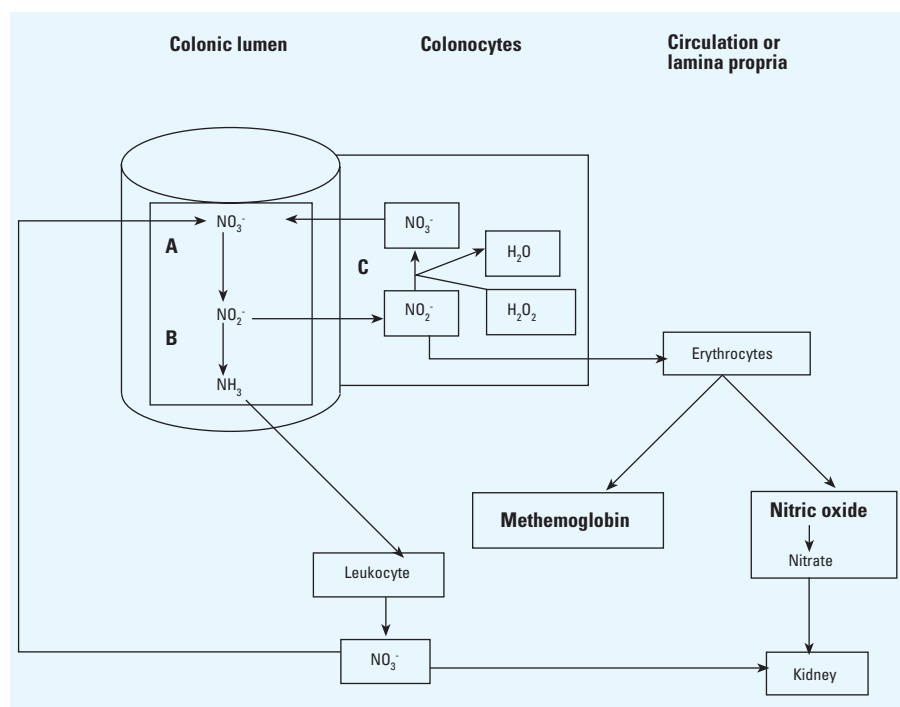 Colonic lumen
Colonocytes
Circulation or
lamina propria
NO₃⁻
NO₃⁻
A
H₂O
C
NO₂⁻
NO₂⁻
H₂O₂
B
Erythrocytes
NH₃
Methemoglobin
Nitric oxide
Nitrate
Leukocyte
NO₃⁻
Kidney